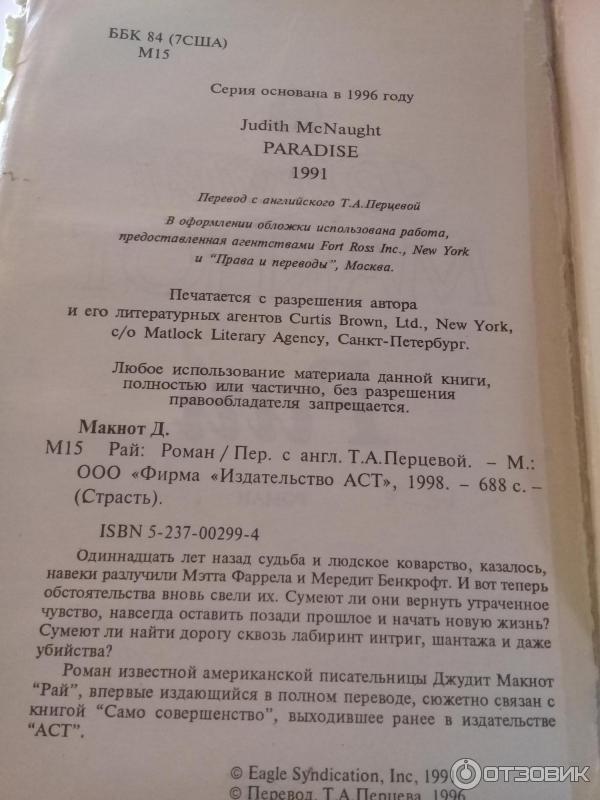 ББК 84 (7США)
М15
Серия основана в 1996 году
Judith McNaught
PARADISE
1991
Перевод с английского Т.А.Перцевой
В оформлении обложки использована работа,
предоставленная агентствами Fort Ross Inc., New York
и "Права и переводы", Москва.
Печатается с разрешения автора
и его литературных агентов Curtis Brown, Ltd., New York,
c/o Matlock Literary Agency, Санкт-Петербург.
Любое использование материала данной книги,
полностью или частично, без разрешения
правообладателя запрещается.
Макнот Д.
М15 Рай: Роман / Пер. с англ. Т.А.Перцевой. – М.:
ООО «Фирма «Издательство АСТ», 1998. – 688 с. –
(Страсть).
ISBN 5-237-00299-4
Одиннадцать лет назад судьба и людское коварство, казалось,
навеки разлучили Мэтта Фаррела и Мередит Бенкрофт. И вот теперь
обстоятельства вновь свели их. Сумеют ли они вернуть утраченное
чувство, навсегда оставить позади прошлое и начать новую жизнь?
Сумеют ли найти дорогу сквозь лабиринт интриг, шантажа и даже
убийства?
Роман известной американской писательницы Джудит Макнот
"Рай", впервые издающийся в полном переводе, сюжетно связан с
книгой "Само совершенство", выходившее ранее в издательстве
"АСТ".
© Eagle Syndication, Inc, 199
© Перевод. Т.А.Перцева, 1996
ОТЗОВИК